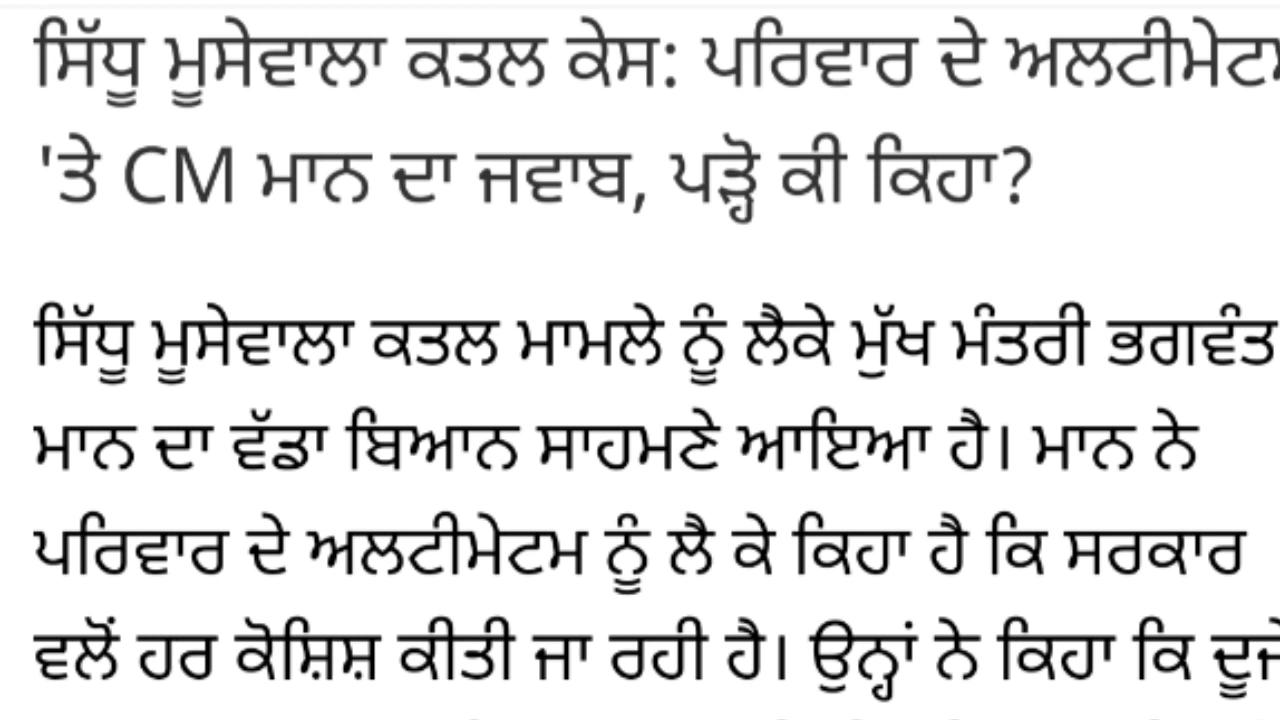 ਸਿੱਧੂ ਮੂਸੇਵਾਲਾ ਕਤਲ ਕੇਸ: ਪਰਿਵਾਰ ਦੇ ਅਲਟੀਮੇਟਮ
'ਤੇ CM ਮਾਨ ਦਾ ਜਵਾਬ, ਪੜ੍ਹੋ ਕੀ ਕਿਹਾ?
ਸਿੱਧੂ ਮੂਸੇਵਾਲਾ ਕਤਲ ਮਾਮਲੇ ਨੂੰ ਲੈਕੇ ਮੁੱਖ ਮੰਤਰੀ ਭਗਵੰਤ
ਮਾਨ ਦਾ ਵੱਡਾ ਬਿਆਨ ਸਾਹਮਣੇ ਆਇਆ ਹੈ। ਮਾਨ ਨੇ
ਪਰਿਵਾਰ ਦੇ ਅਲਟੀਮੇਟਮ ਨੂੰ ਲੈ ਕੇ ਕਿਹਾ ਹੈ ਕਿ ਸਰਕਾਰ
ਵਲੋਂ ਹਰ ਕੋਸ਼ਿਸ਼ ਕੀਤੀ ਜਾ ਰਹੀ ਹੈ। ਉਨ੍ਹਾਂ ਨੇ ਕਿਹਾ ਕਿ ਦੂਜੇ